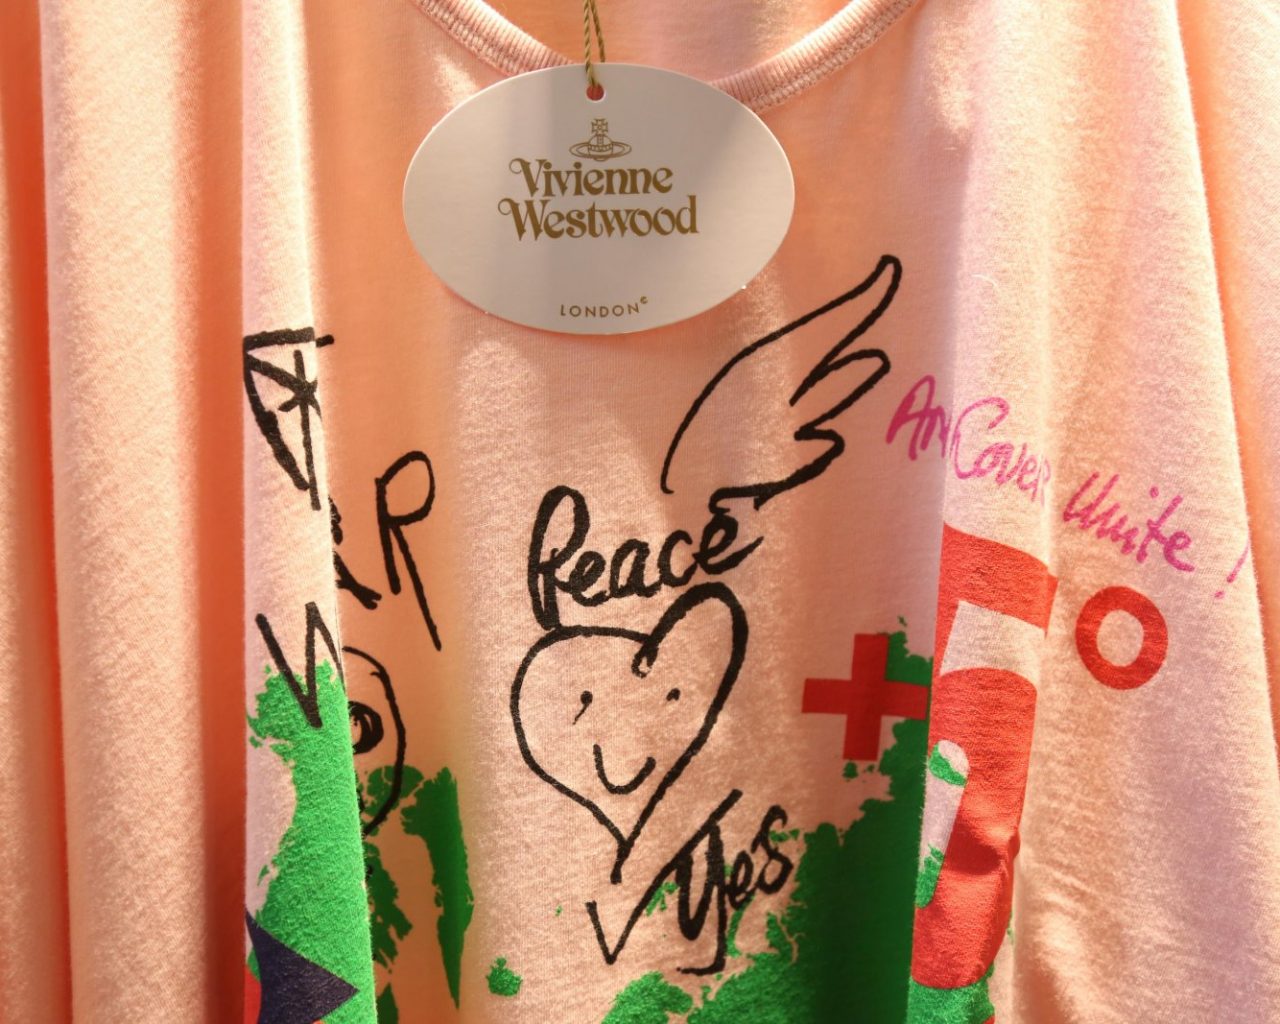 Vivienne
Westwood
LONDON
Peace
Yes
+5°
Unite!